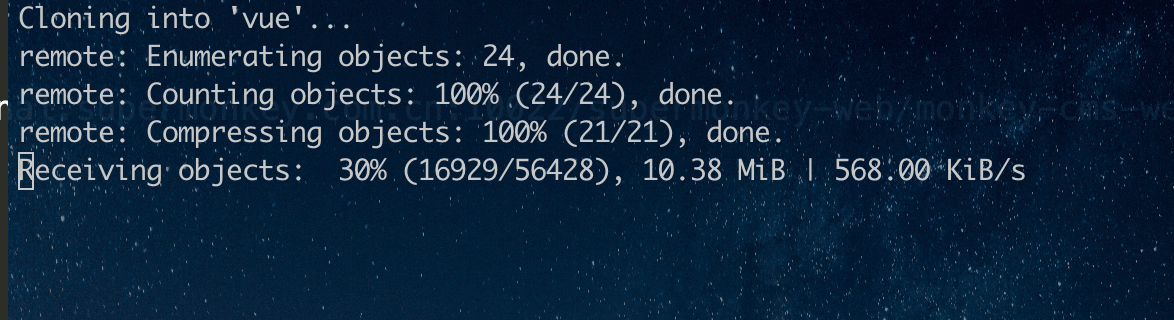 Cloning into 'vue'...
remote: Enumerating objects: 24, done.
remote: Counting objects: 100% (24/24), done.
remote: Compressing objects: 100% (21/21), done.
Receiving objects:  30% (16929/56428), 10.38 MiB | 568.00 KiB/s